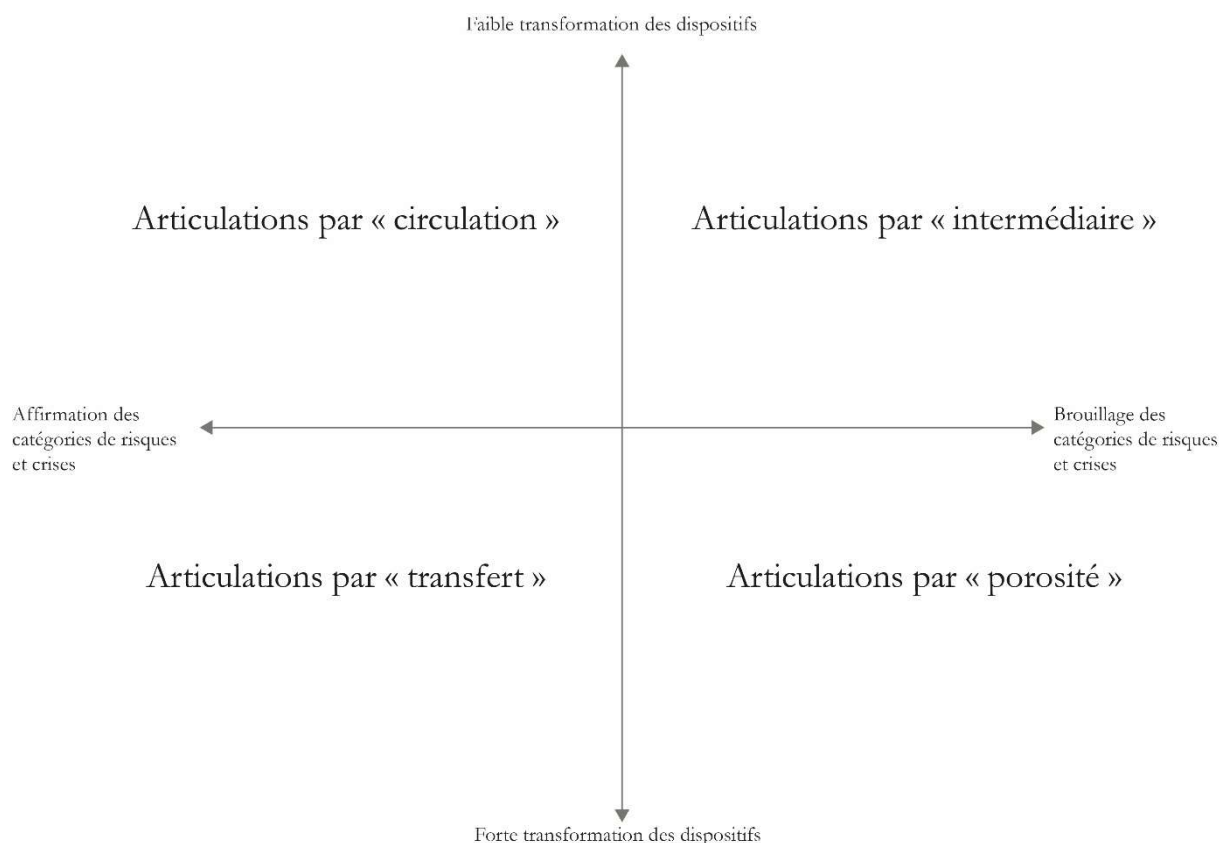 Faible transformation des dispositifs
Articulations par « circulation »
Articulations par « intermédiaire »
Affirmation des
catégories de risques
et crises
Brouillage des
catégories de risques
et crises
Articulations par « transfert »
Articulations par « porosité »
Forte transformation des dispositifs